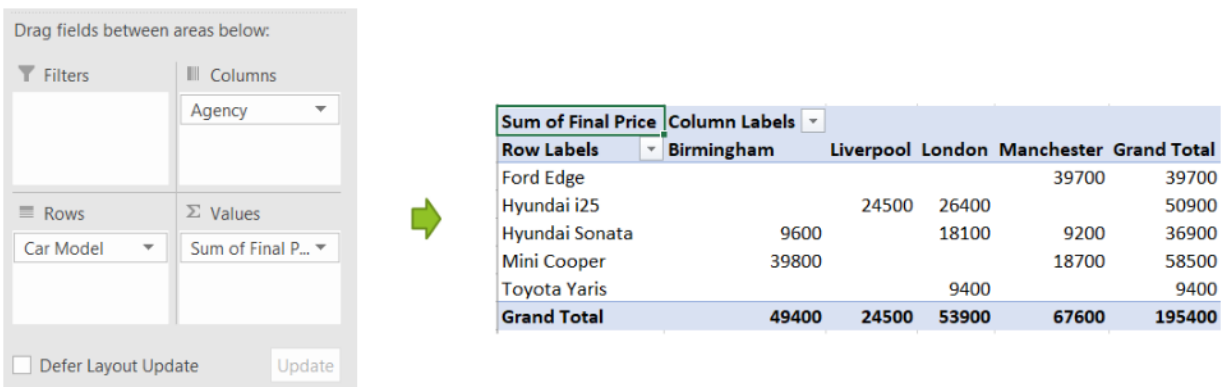 Drag fields between areas below:
Filters
Columns
Agency
Rows
Σ Values
Car Model
Sum of Final P...
Defer Layout Update
Update
Sum of Final Price Column Labels
Row Labels Birmingham Liverpool London Manchester Grand Total
Ford Edge 39700 39700
Hyundai i25 24500 26400 50900
Hyundai Sonata 9600 18100 9200 36900
Mini Cooper 39800 18700 58500
Toyota Yaris 9400 9400
Grand Total 49400 24500 53900 67600 195400